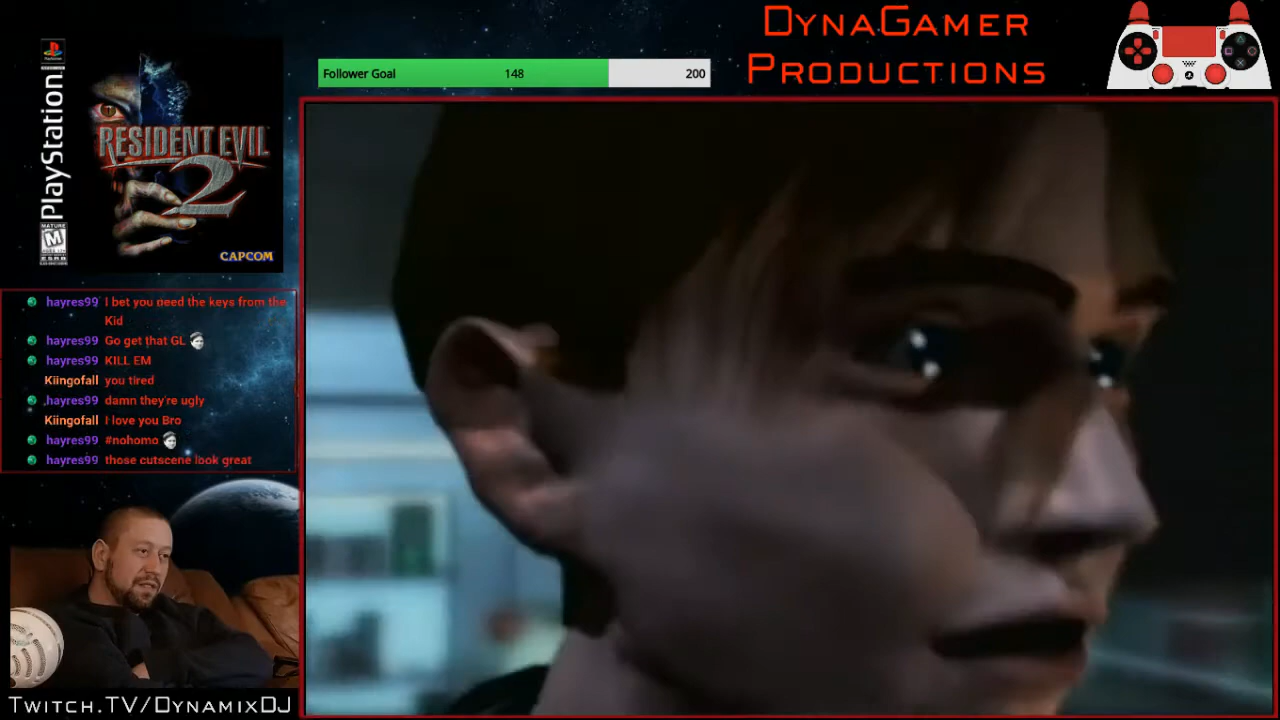 DynaGamer
Productions
Follower Goal 148 200
PlayStation
RESIDENT EVIL
2
MATURE
M
ESRB
CAPCOM
hayres99 I bet you need the keys from the
Kid
hayres99 Go get that GL
hayres99 KILL EM
Kiingofall you tired
hayres99 damn they're ugly
Kiingofall I love you Bro
hayres99 #nohomo
hayres99 those cutscene look great
Twitch.TV/DynamixDJ